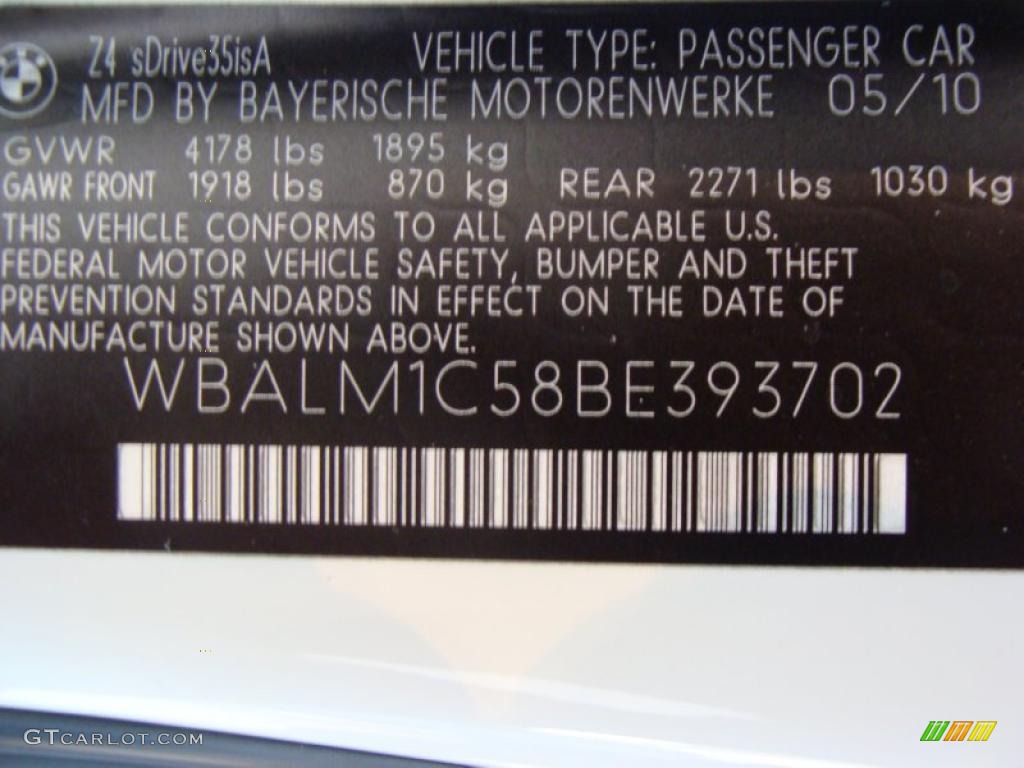 Z4 sDrive35isA VEHICLE TYPE: PASSENGER CAR
MFD BY BAYERISCHE MOTORENWERKE 05/10
GVWR 4178 lbs 1895 kg
GAWR FRONT 1918 lbs 870 kg REAR 2271 lbs 1030 kg
THIS VEHICLE CONFORMS TO ALL APPLICABLE U.S.
FEDERAL MOTOR VEHICLE SAFETY, BUMPER AND THEFT
PREVENTION STANDARDS IN EFFECT ON THE DATE OF
MANUFACTURE SHOWN ABOVE.
WBALM1C58BE393702
GTCARLOT.COM